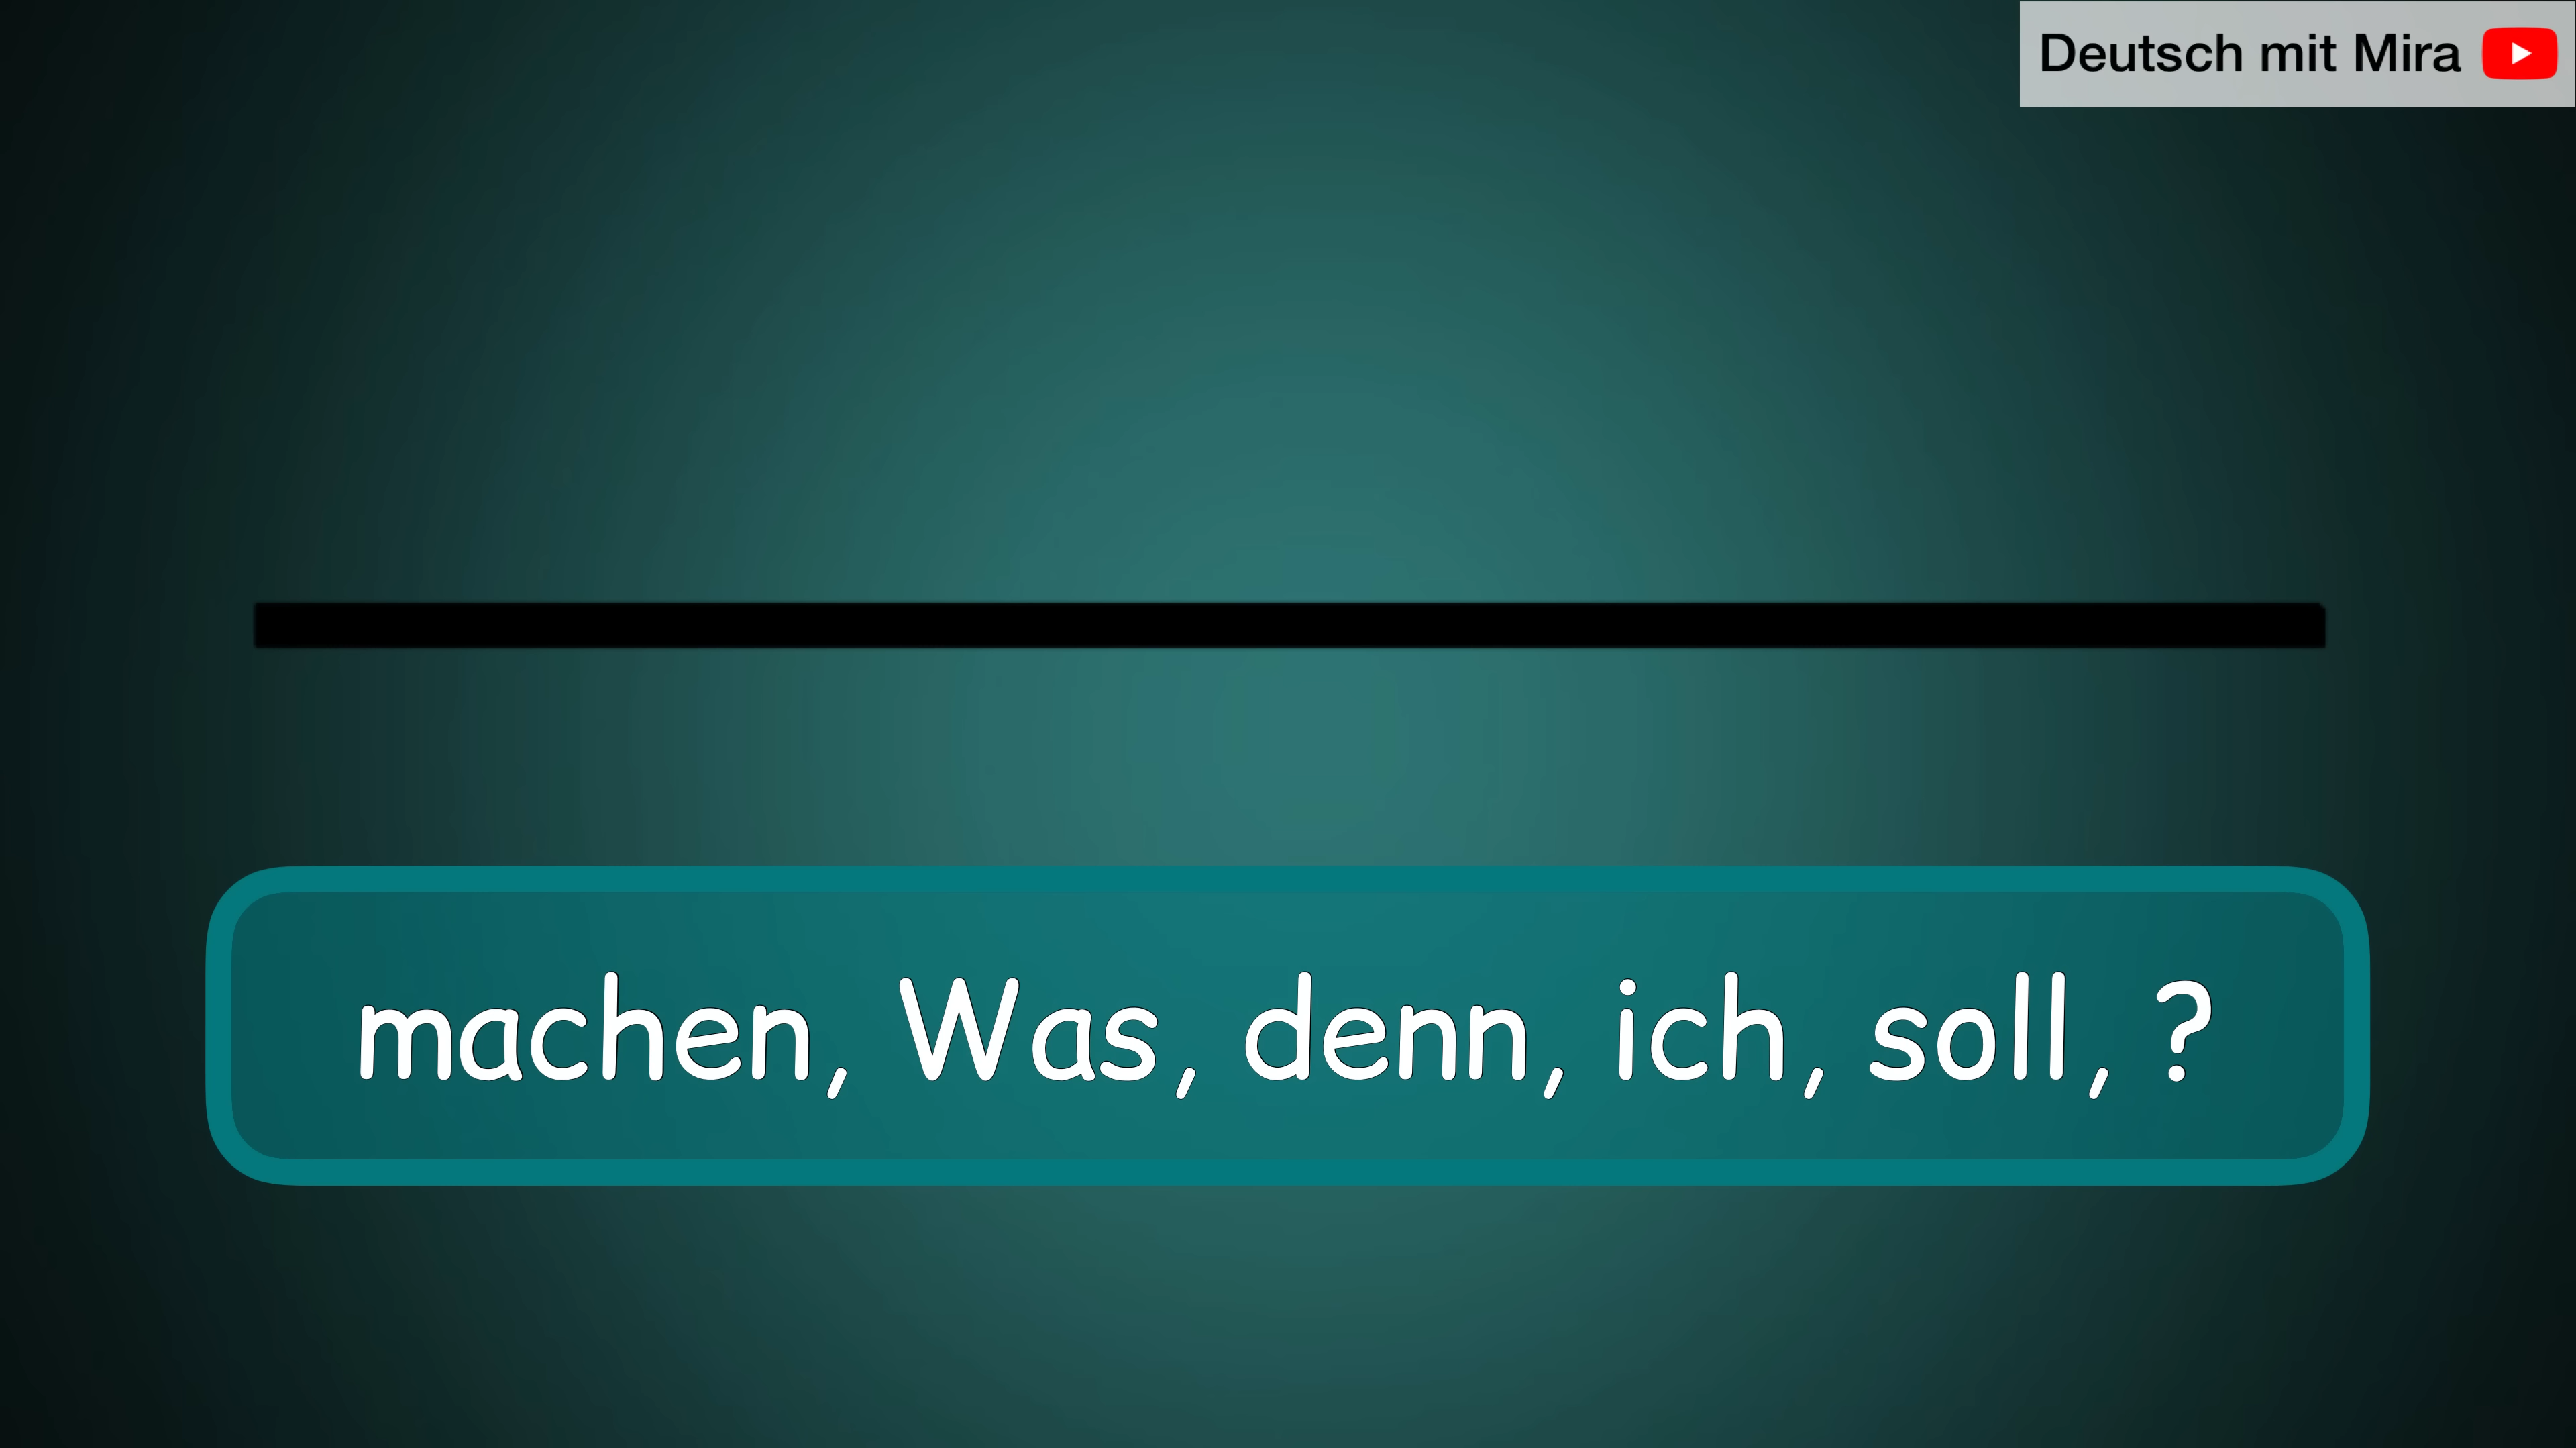 Deutsch mit Mira
machen, Was, denn, ich, soll, ?